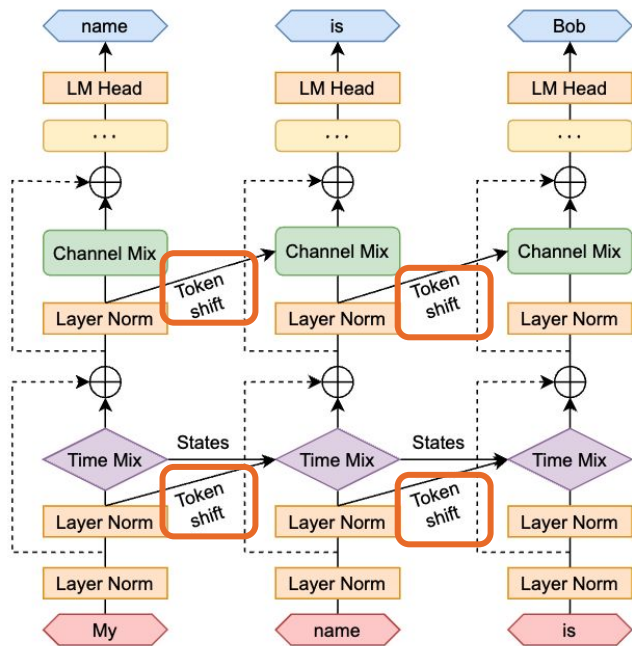 name
is
Bob
LM Head
LM Head
LM Head
...
...
...
Channel Mix
Channel Mix
Channel Mix
Token
shift
Token
shift
Layer Norm
Layer Norm
Layer Norm
States
States
Time Mix
Time Mix
Time Mix
Token
shift
Token
shift
Layer Norm
Layer Norm
Layer Norm
Layer Norm
Layer Norm
Layer Norm
My
name
is